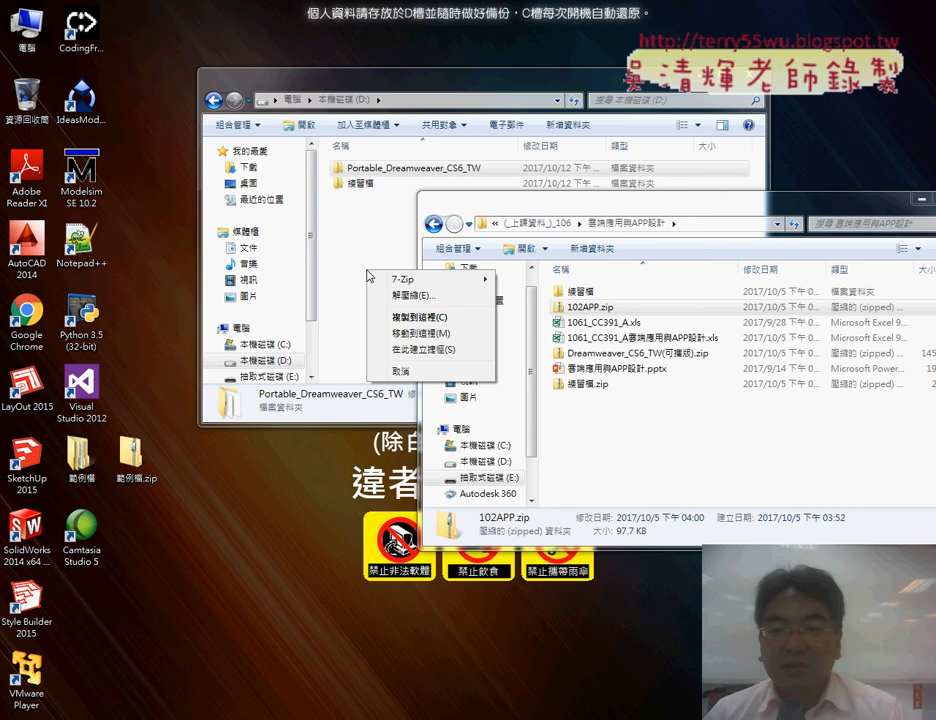 個人資料請存放於D槽並隨時做好備份，C槽每次開機自動還原。
http://terry55wu.blogspot.tw
吳清輝老師錄製
電腦
CodingFr...
資源回收筒
IdeasMod...
Adobe Reader XI
Modelsim SE 10.2
AutoCAD 2014
Notepad++
Google Chrome
Python 3.5 (32-bit)
LayOut 2015
Visual Studio 2012
SketchUp 2015
範例檔
範例檔.zip
SolidWorks 2014 x64 ...
Camtasia Studio 5
Style Builder 2015
VMware Player
電腦 ▸ 本機磁碟 (D:) ▸
搜尋 本機磁碟 (D:)
組合管理 ▾ 開啟 加入至媒體櫃 ▾ 共用對象 ▾ 電子郵件 新增資料夾
我的最愛
下載
桌面
最近的位置
媒體櫃
文件
音樂
視訊
圖片
電腦
本機磁碟 (C:)
本機磁碟 (D:)
抽取式磁碟 (E:)
名稱 修改日期 類型 大小
Portable_Dreamweaver_CS6_TW 2017/10/12 下午 ... 檔案資料夾
練習檔 2017/10/12 下午 ... 檔案資料夾
Portable_Dreamweaver_CS6_TW 修
檔案資料夾
7-Zip
解壓縮(E)...
複製到這裡(C)
移動到這裡(M)
在此建立捷徑(S)
取消
« (_上課資料_)_106 ▸ 雲端應用與APP設計 ▸
搜尋 雲端應用與APP設計
組合管理 ▾ 開啟 ▾ 新增資料夾
下載
圖片
電腦
本機磁碟 (C:)
本機磁碟 (D:)
抽取式磁碟 (E:)
Autodesk 360
名稱 修改日期 類型 大小
練習檔 2017/10/5 下午 0... 檔案資料夾
102APP.zip 2017/10/5 下午 0... 壓縮的 (zipped) ...
1061_CC391_A.xls 2017/9/28 下午 0... Microsoft Excel 9...
1061_CC391_A雲端應用與APP設計.xls 2017/10/5 下午 0... Microsoft Excel 9...
Dreamweaver_CS6_TW(可攜版).zip 2017/10/5 下午 0... 壓縮的 (zipped) ... 145
雲端應用與APP設計.pptx 2017/9/14 下午 0... Microsoft Power... 19
練習檔.zip 2017/10/5 下午 0... 壓縮的 (zipped) ...
102APP.zip 修改日期: 2017/10/5 下午 04:00 建立日期: 2017/10/5 下午 03:52
壓縮的 (zipped) 資料夾 大小: 97.7 KB
(除白
違者
禁止非法軟體
禁止飲食
禁止攜帶雨傘